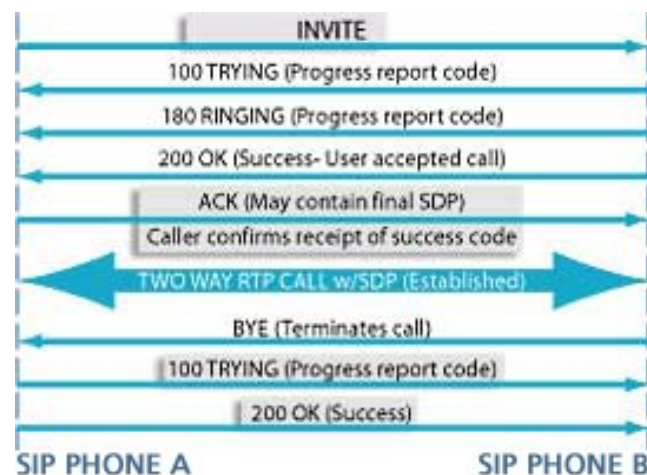 INVITE
100 TRYING (Progress report code)
180 RINGING (Progress report code)
200 OK (Success- User accepted call)
ACK (May contain final SDP)
Caller confirms receipt of success code
TWO WAY RTP CALL w/SDP (Established)
BYE (Terminates call)
100 TRYING (Progress report code)
200 OK (Success)
SIP PHONE A SIP PHONE B